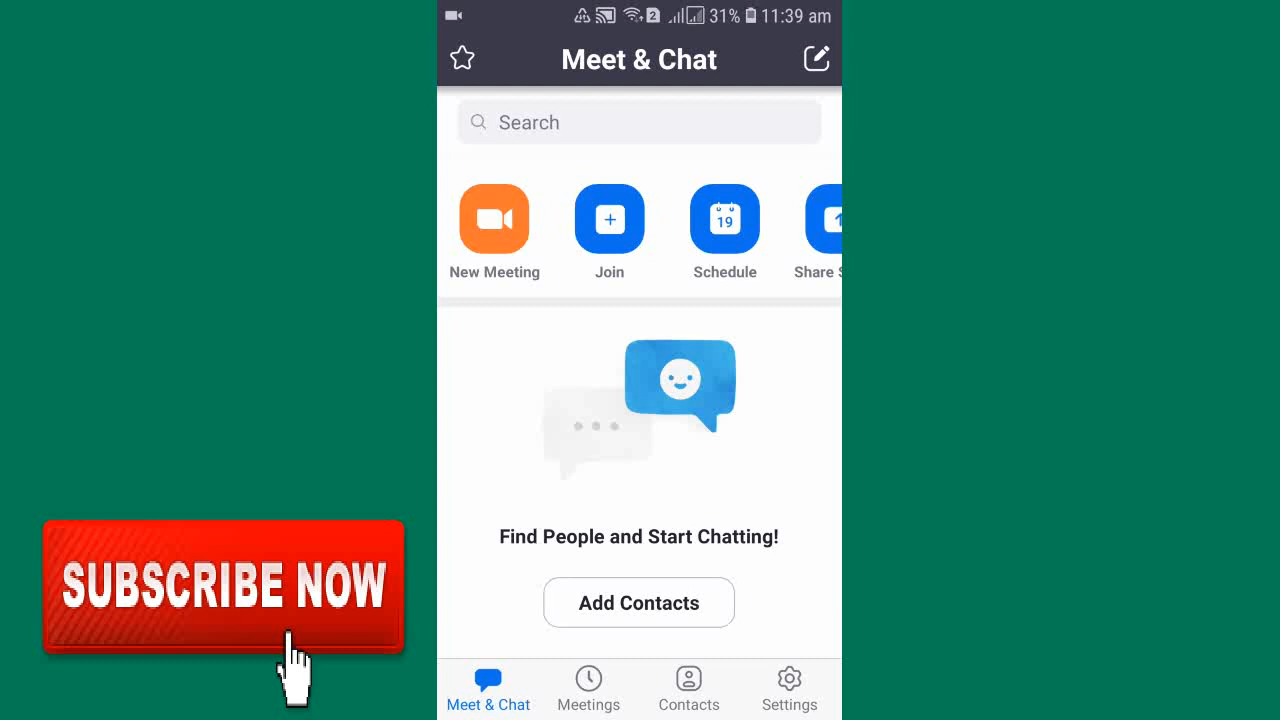 2 31% 11:39 am
Meet & Chat
Search
19
New Meeting Join Schedule Share S
Find People and Start Chatting!
Add Contacts
SUBSCRIBE NOW
Meet & Chat Meetings Contacts Settings